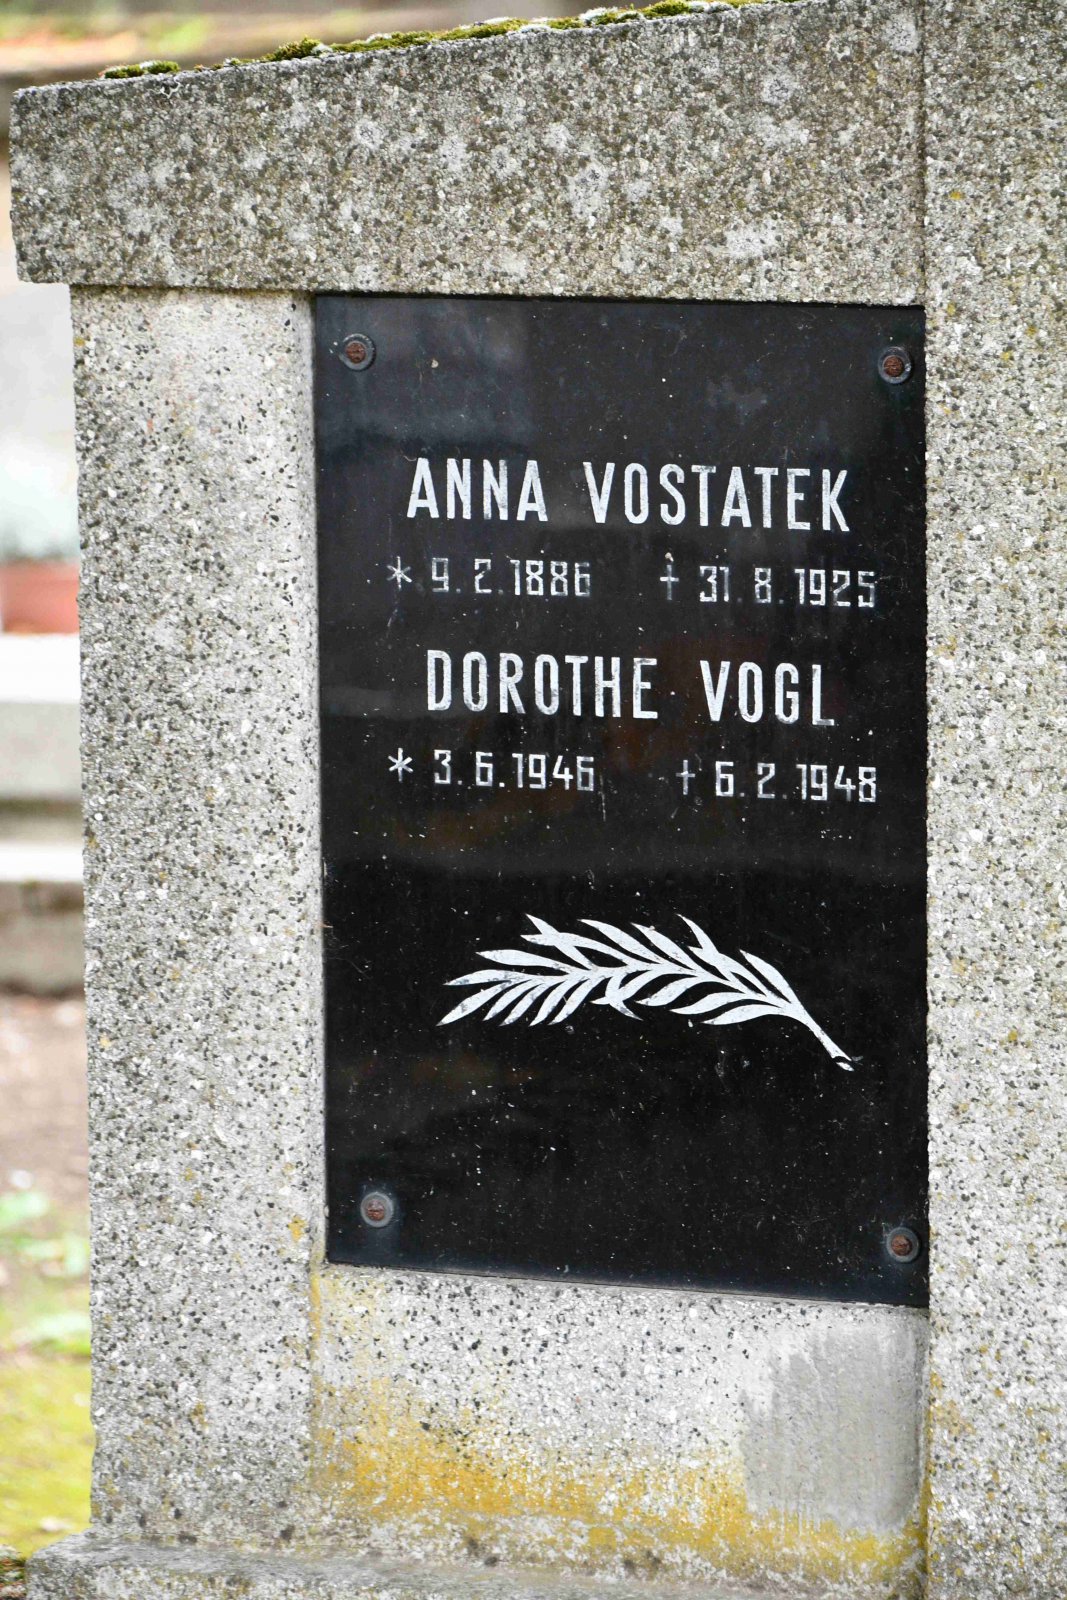 ANNA VOSTATEK
* 9.2.1886 † 31.8.1925
DOROTHE VOGL
* 3.6.1946 † 6.2.1948